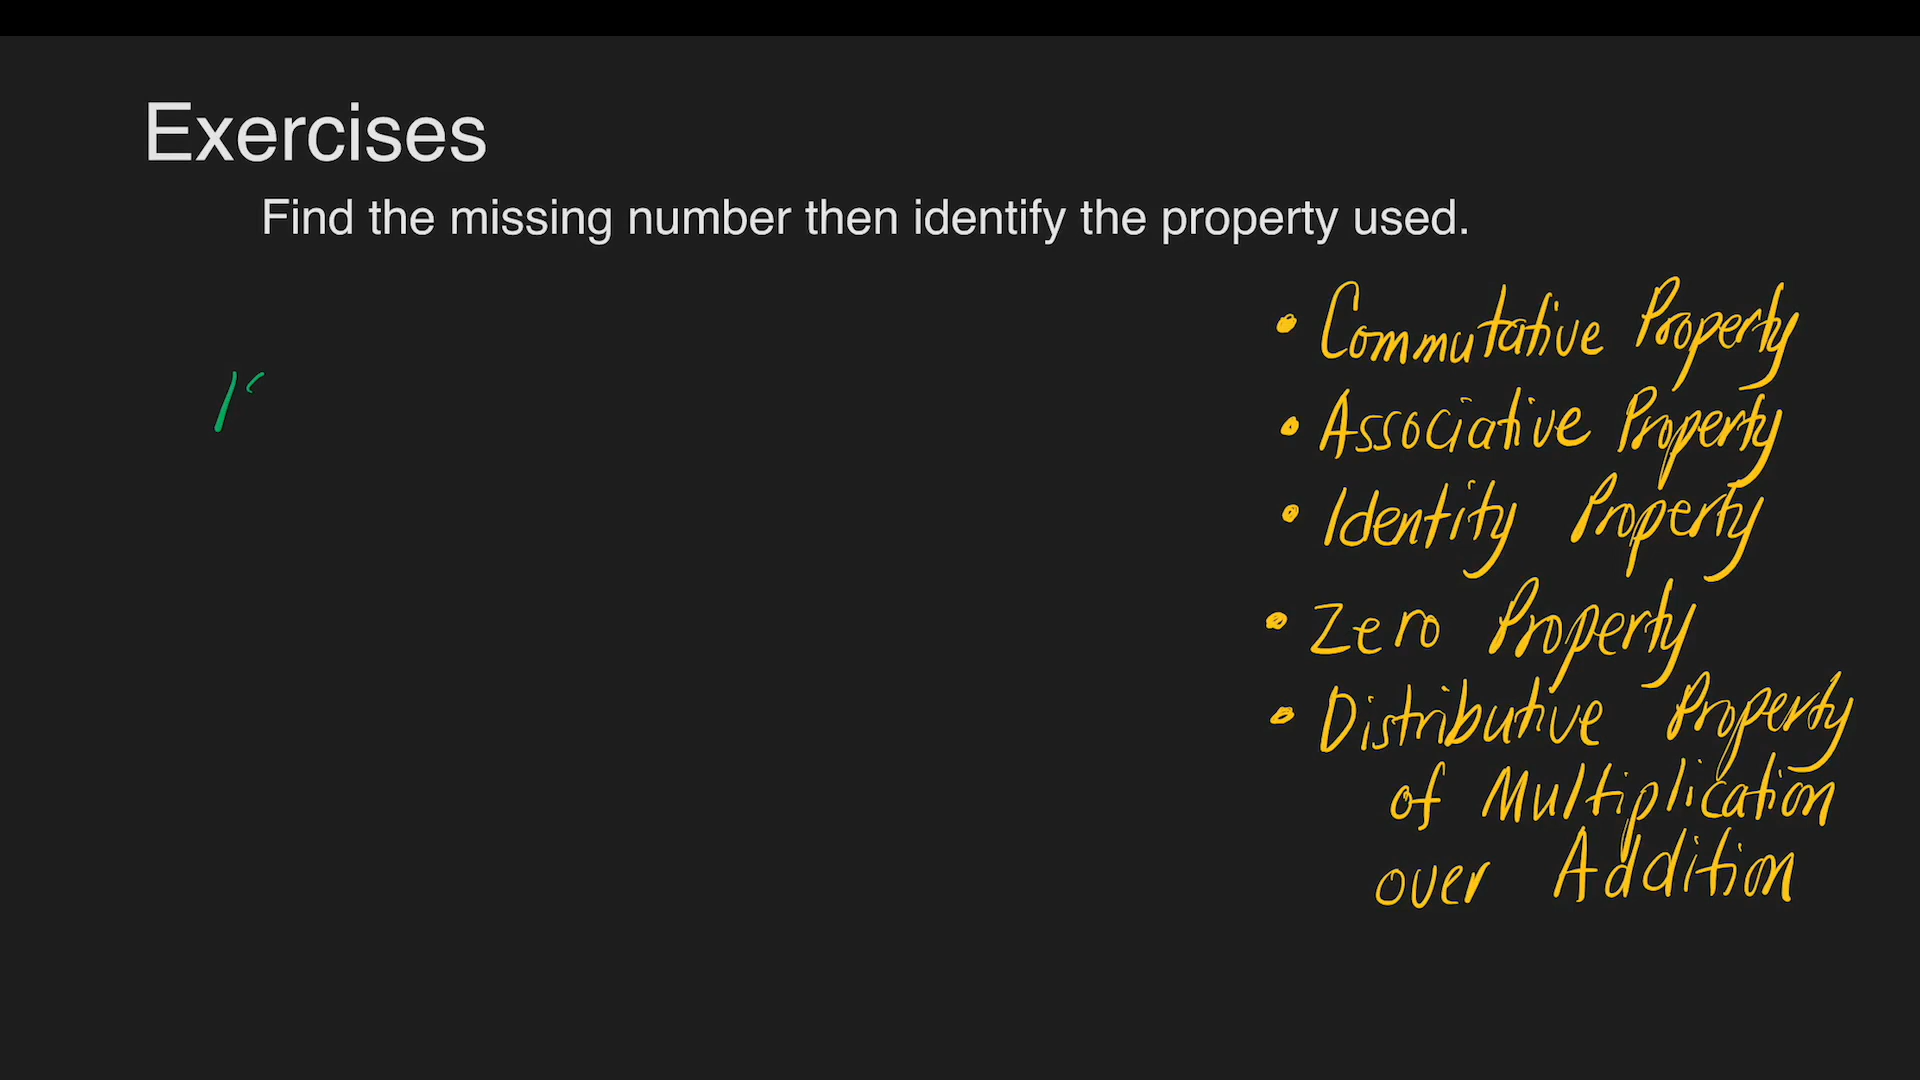 Exercises
Find the missing number then identify the property used.
• Commutative Property
• Associative Property
• Identity Property
• Zero Property
• Distributive Property
of Multiplication
over Addition